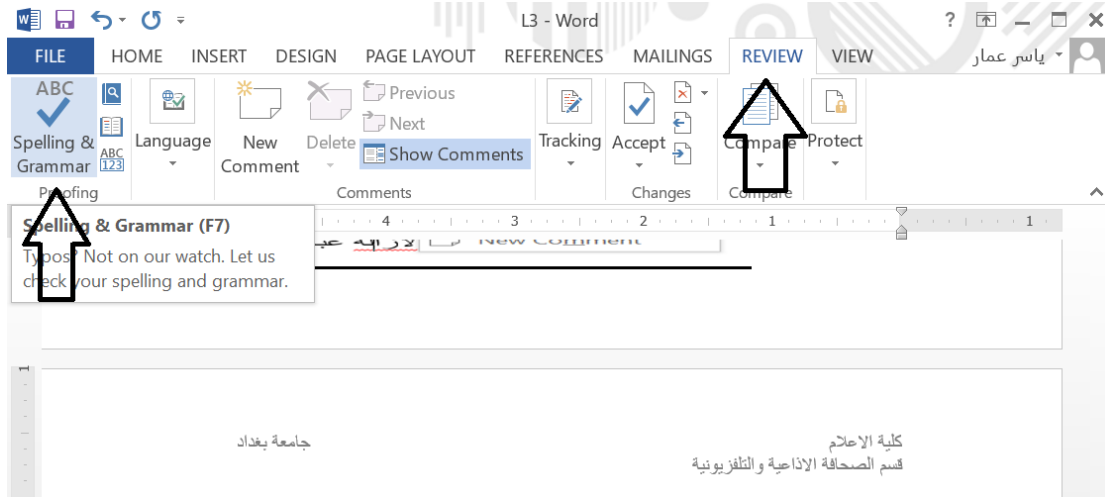 L3 - Word
?
FILE HOME INSERT DESIGN PAGE LAYOUT REFERENCES MAILINGS REVIEW VIEW ياسر عمار
ABC
Spelling & Grammar
ABC
123
Language
New Comment
Delete
Previous
Next
Show Comments
Tracking
Accept
Compare
Protect
Proofing
Comments
Changes
Compare
4 3 2 1 1
Spelling & Grammar (F7)
Typos? Not on our watch. Let us
check your spelling and grammar.
New Comment
1
كلية الاعلام جامعة بغداد
قسم الصحافة الاذاعية والتلفزيونية